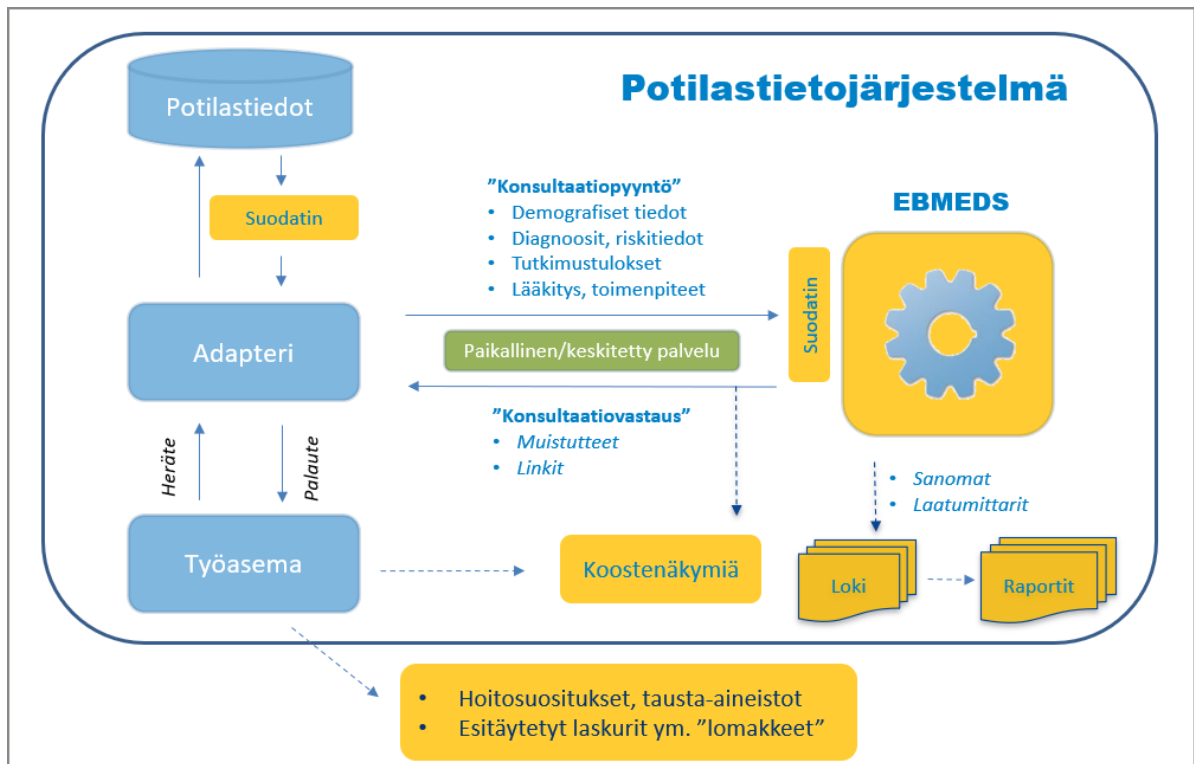 Potilastietojärjestelmä
Potilastiedot
Suodatin
Adapteri
Heräte
Palaute
Työasema
”Konsultaatiopyyntö”
• Demografiset tiedot
• Diagnoosit, riskitiedot
• Tutkimustulokset
• Lääkitys, toimenpiteet
Paikallinen/keskitetty palvelu
”Konsultaatiovastaus”
• Muistutteet
• Linkit
EBMEDS
Suodatin
• Sanomat
• Laatumittarit
Koostenäkymiä
Loki
Raportit
• Hoitosuositukset, tausta-aineistot
• Esitäytetyt laskurit ym. ”lomakkeet”